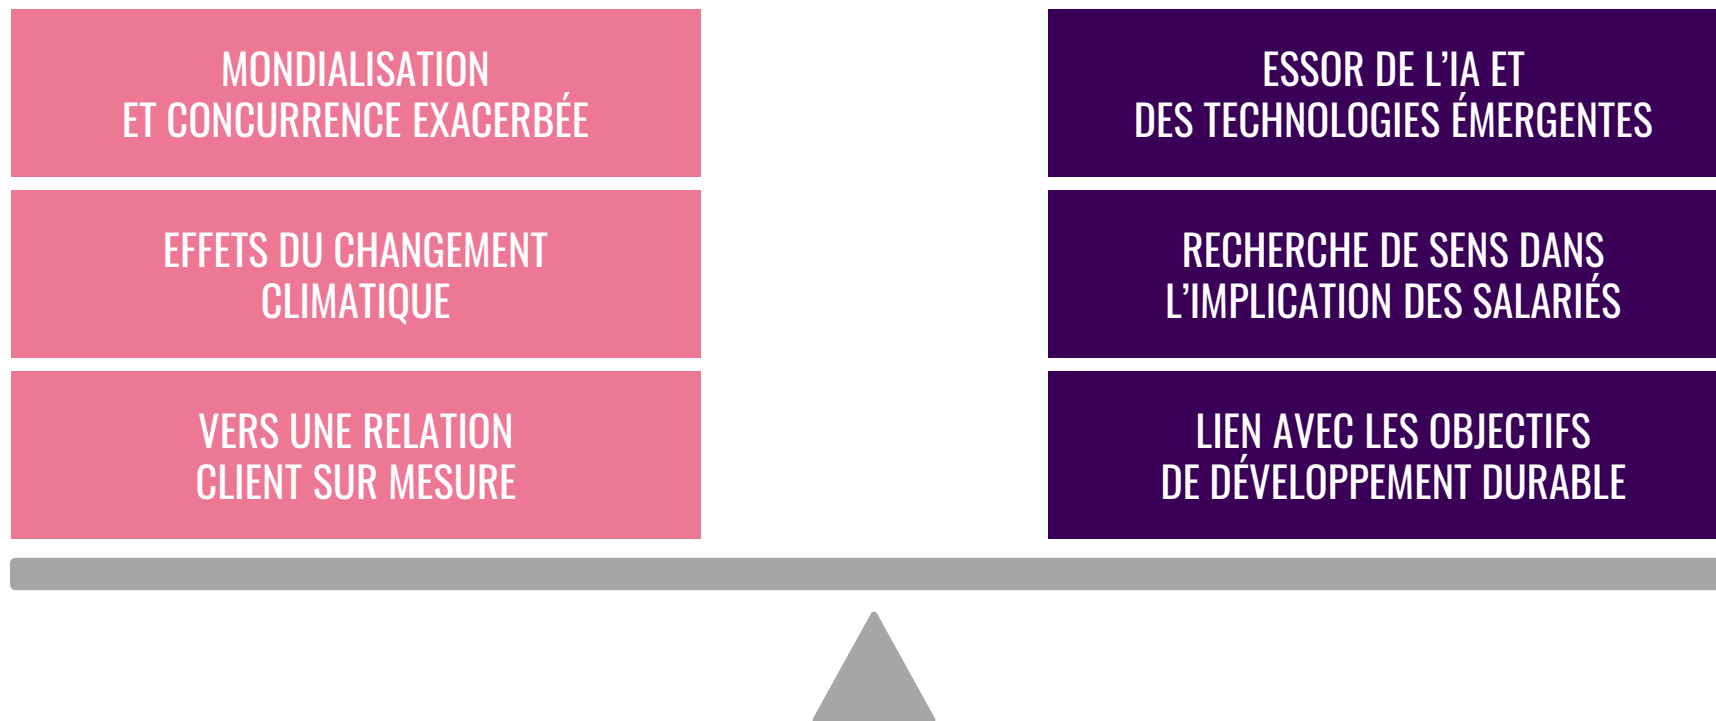 MONDIALISATION
ET CONCURRENCE EXACERBÉE
EFFETS DU CHANGEMENT
CLIMATIQUE
VERS UNE RELATION
CLIENT SUR MESURE
ESSOR DE L’IA ET
DES TECHNOLOGIES ÉMERGENTES
RECHERCHE DE SENS DANS
L’IMPLICATION DES SALARIÉS
LIEN AVEC LES OBJECTIFS
DE DÉVELOPPEMENT DURABLE